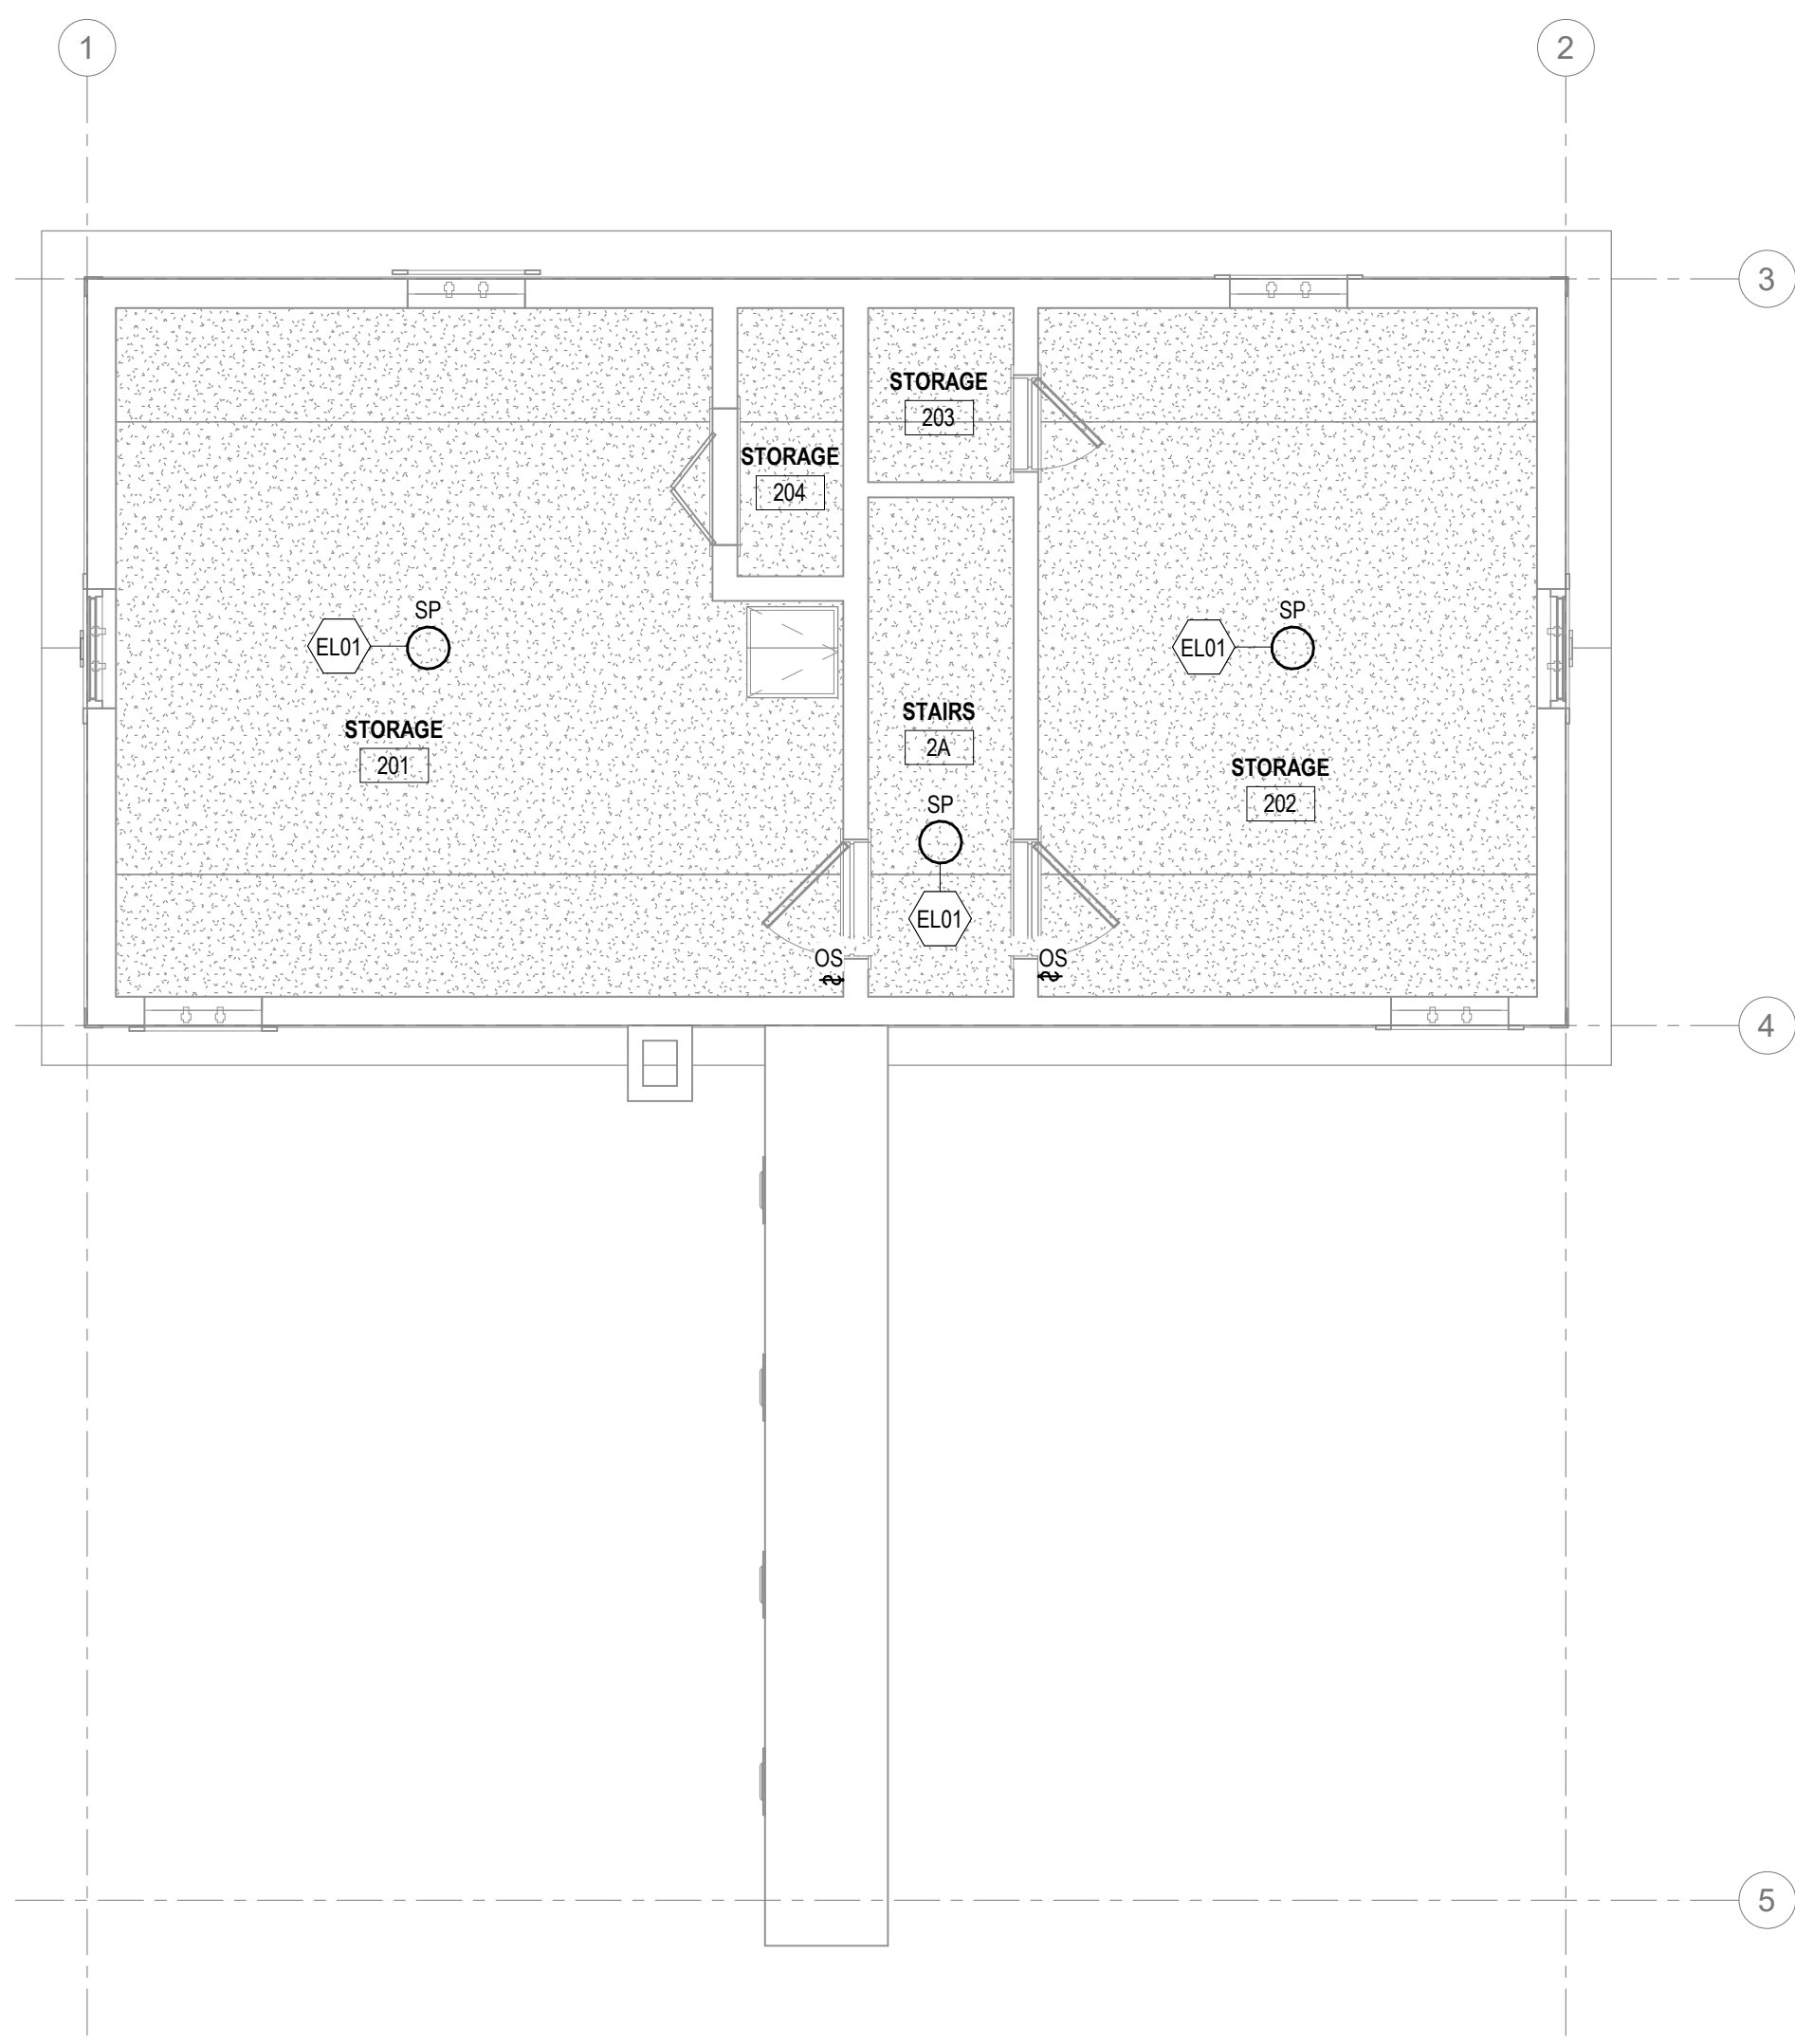 1
2
3
STORAGE
203
STORAGE
204
SP
EL01
SP
EL01
STORAGE
201
STAIRS
2A
STORAGE
202
SP
EL01
OS
OS
4
5